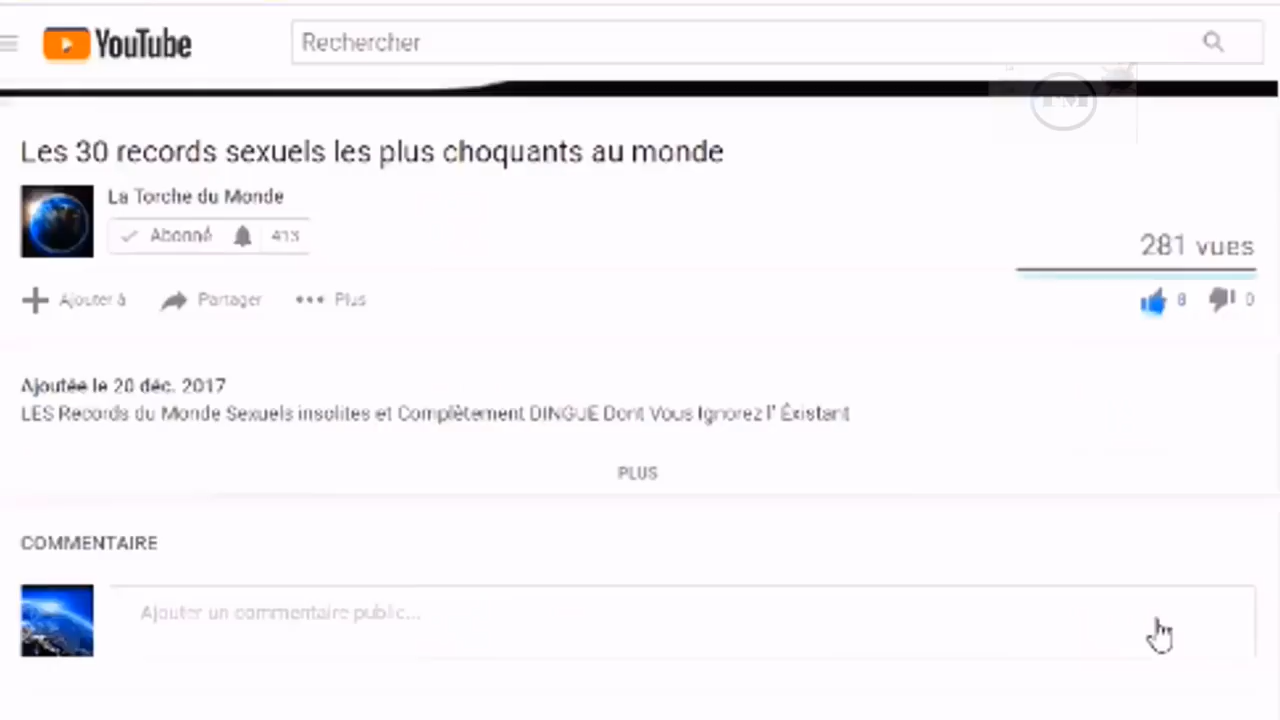 YouTube
Rechercher
TM
Les 30 records sexuels les plus choquants au monde
La Torche du Monde
Abonné 413
281 vues
Ajouter à Partager Plus
8 0
Ajoutée le 20 déc. 2017
LES Records du Monde Sexuels insolites et Complètement DINGUE Dont Vous Ignorez l' Éxistant
PLUS
COMMENTAIRE
Ajouter un commentaire public...